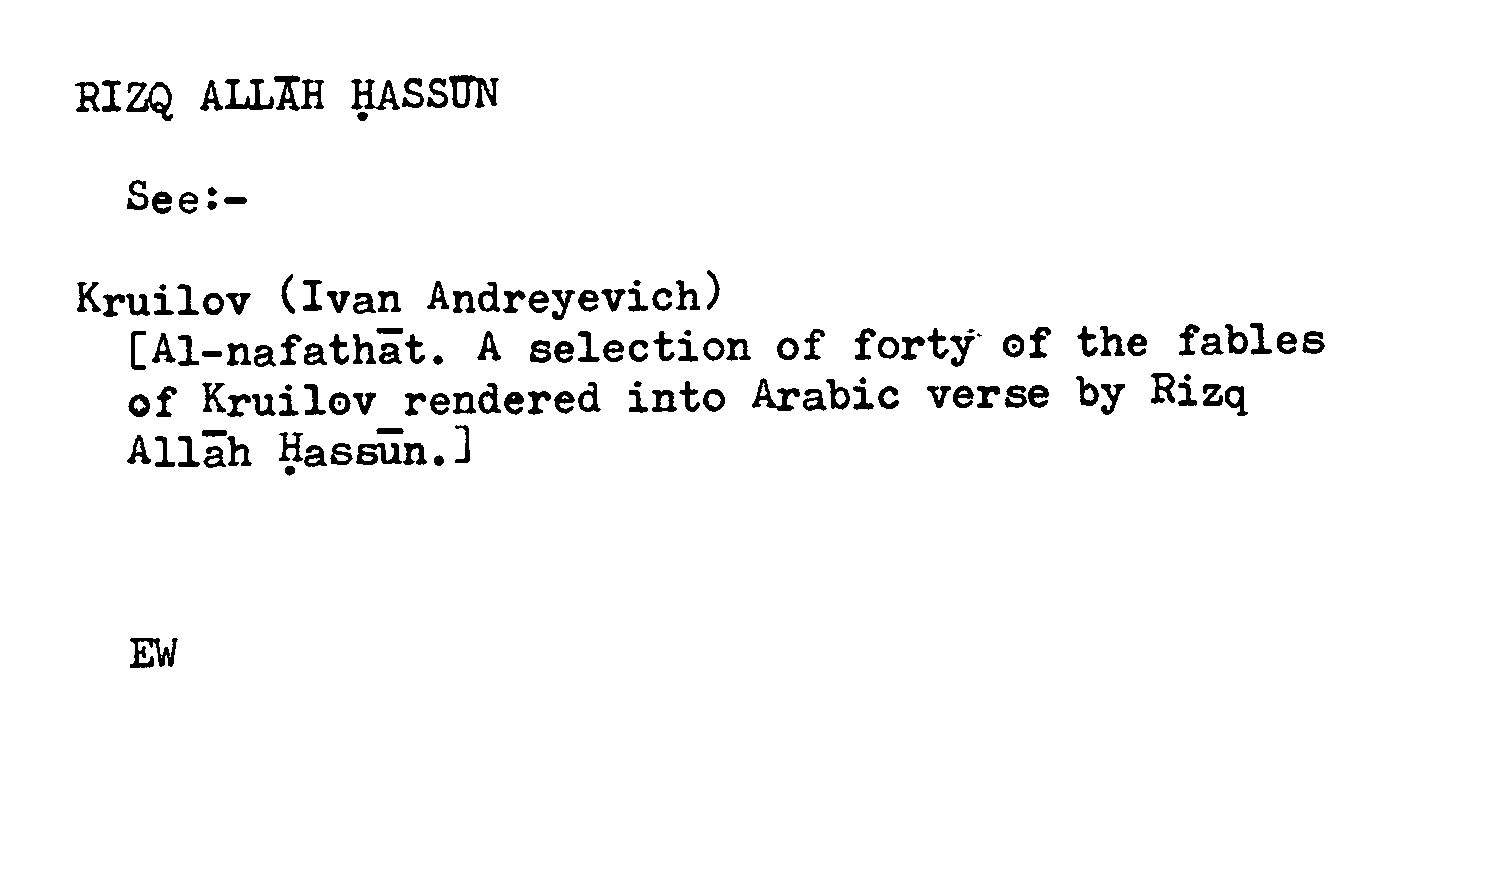 RIZQ ALLĀH ḤASSŪN
See:-
Kruilov (Ivan Andreyevich)
[Al-nafathāt. A selection of forty of the fables
of Kruilov rendered into Arabic verse by Rizq
Allāh Ḥassūn.]
EW